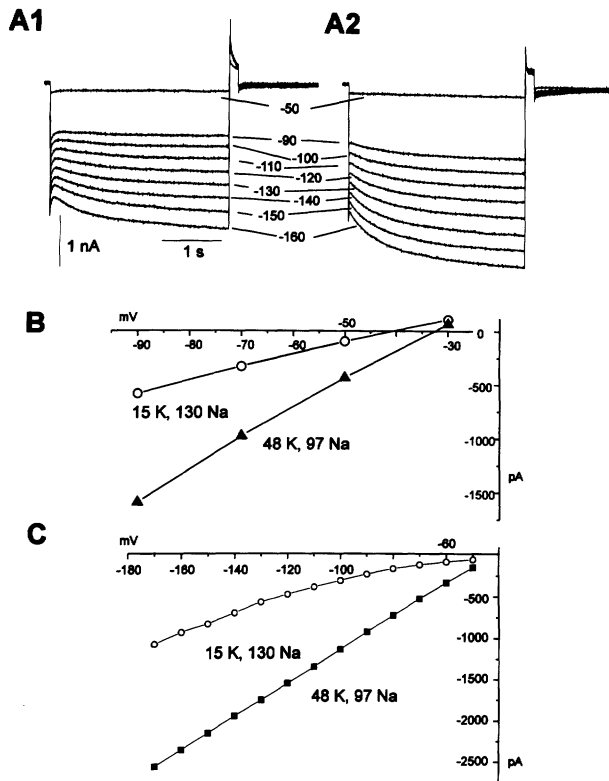 A1
A2
-50
-90
-100
-110
-120
-130
-140
-150
-160
1 nA
1 s
B
mV
-50
-90
-80
-70
-60
-40
-30
0
-500
-1000
-1500
pA
15 K, 130 Na
48 K, 97 Na
C
mV
-60
-180
-160
-140
-120
-100
-80
-500
-1000
-1500
-2000
-2500
pA
15 K, 130 Na
48 K, 97 Na